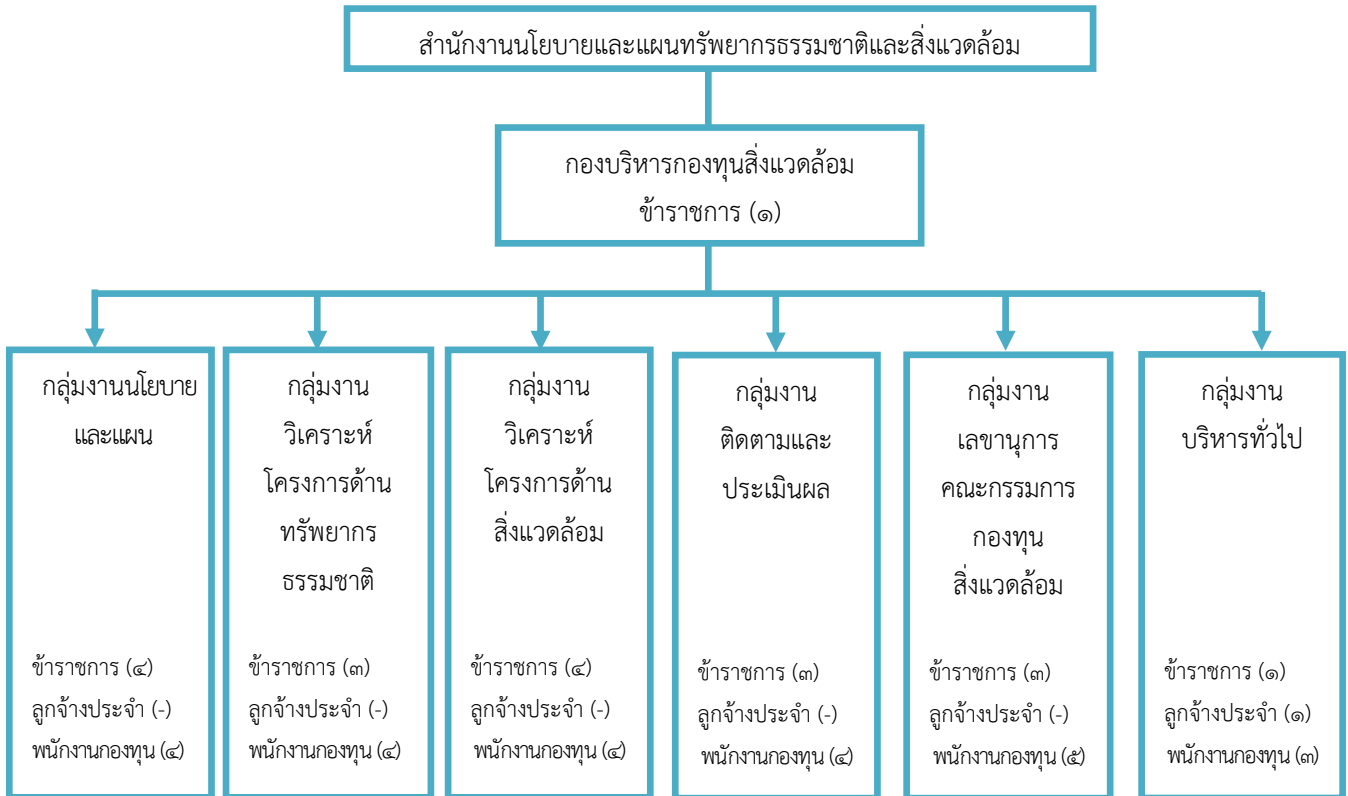 สำนักงานนโยบายและแผนทรัพยากรธรรมชาติและสิ่งแวดล้อม
กองบริหารกองทุนสิ่งแวดล้อม
ข้าราชการ (๑)
กลุ่มงานนโยบาย
และแผน
ข้าราชการ (๔)
ลูกจ้างประจำ (-)
พนักงานกองทุน (๔)
กลุ่มงาน
วิเคราะห์
โครงการด้าน
ทรัพยากร
ธรรมชาติ
ข้าราชการ (๓)
ลูกจ้างประจำ (-)
พนักงานกองทุน (๔)
กลุ่มงาน
วิเคราะห์
โครงการด้าน
สิ่งแวดล้อม
ข้าราชการ (๔)
ลูกจ้างประจำ (-)
พนักงานกองทุน (๔)
กลุ่มงาน
ติดตามและ
ประเมินผล
ข้าราชการ (๓)
ลูกจ้างประจำ (-)
พนักงานกองทุน (๔)
กลุ่มงาน
เลขานุการ
คณะกรรมการ
กองทุน
สิ่งแวดล้อม
ข้าราชการ (๓)
ลูกจ้างประจำ (-)
พนักงานกองทุน (๕)
กลุ่มงาน
บริหารทั่วไป
ข้าราชการ (๑)
ลูกจ้างประจำ (๑)
พนักงานกองทุน (๓)